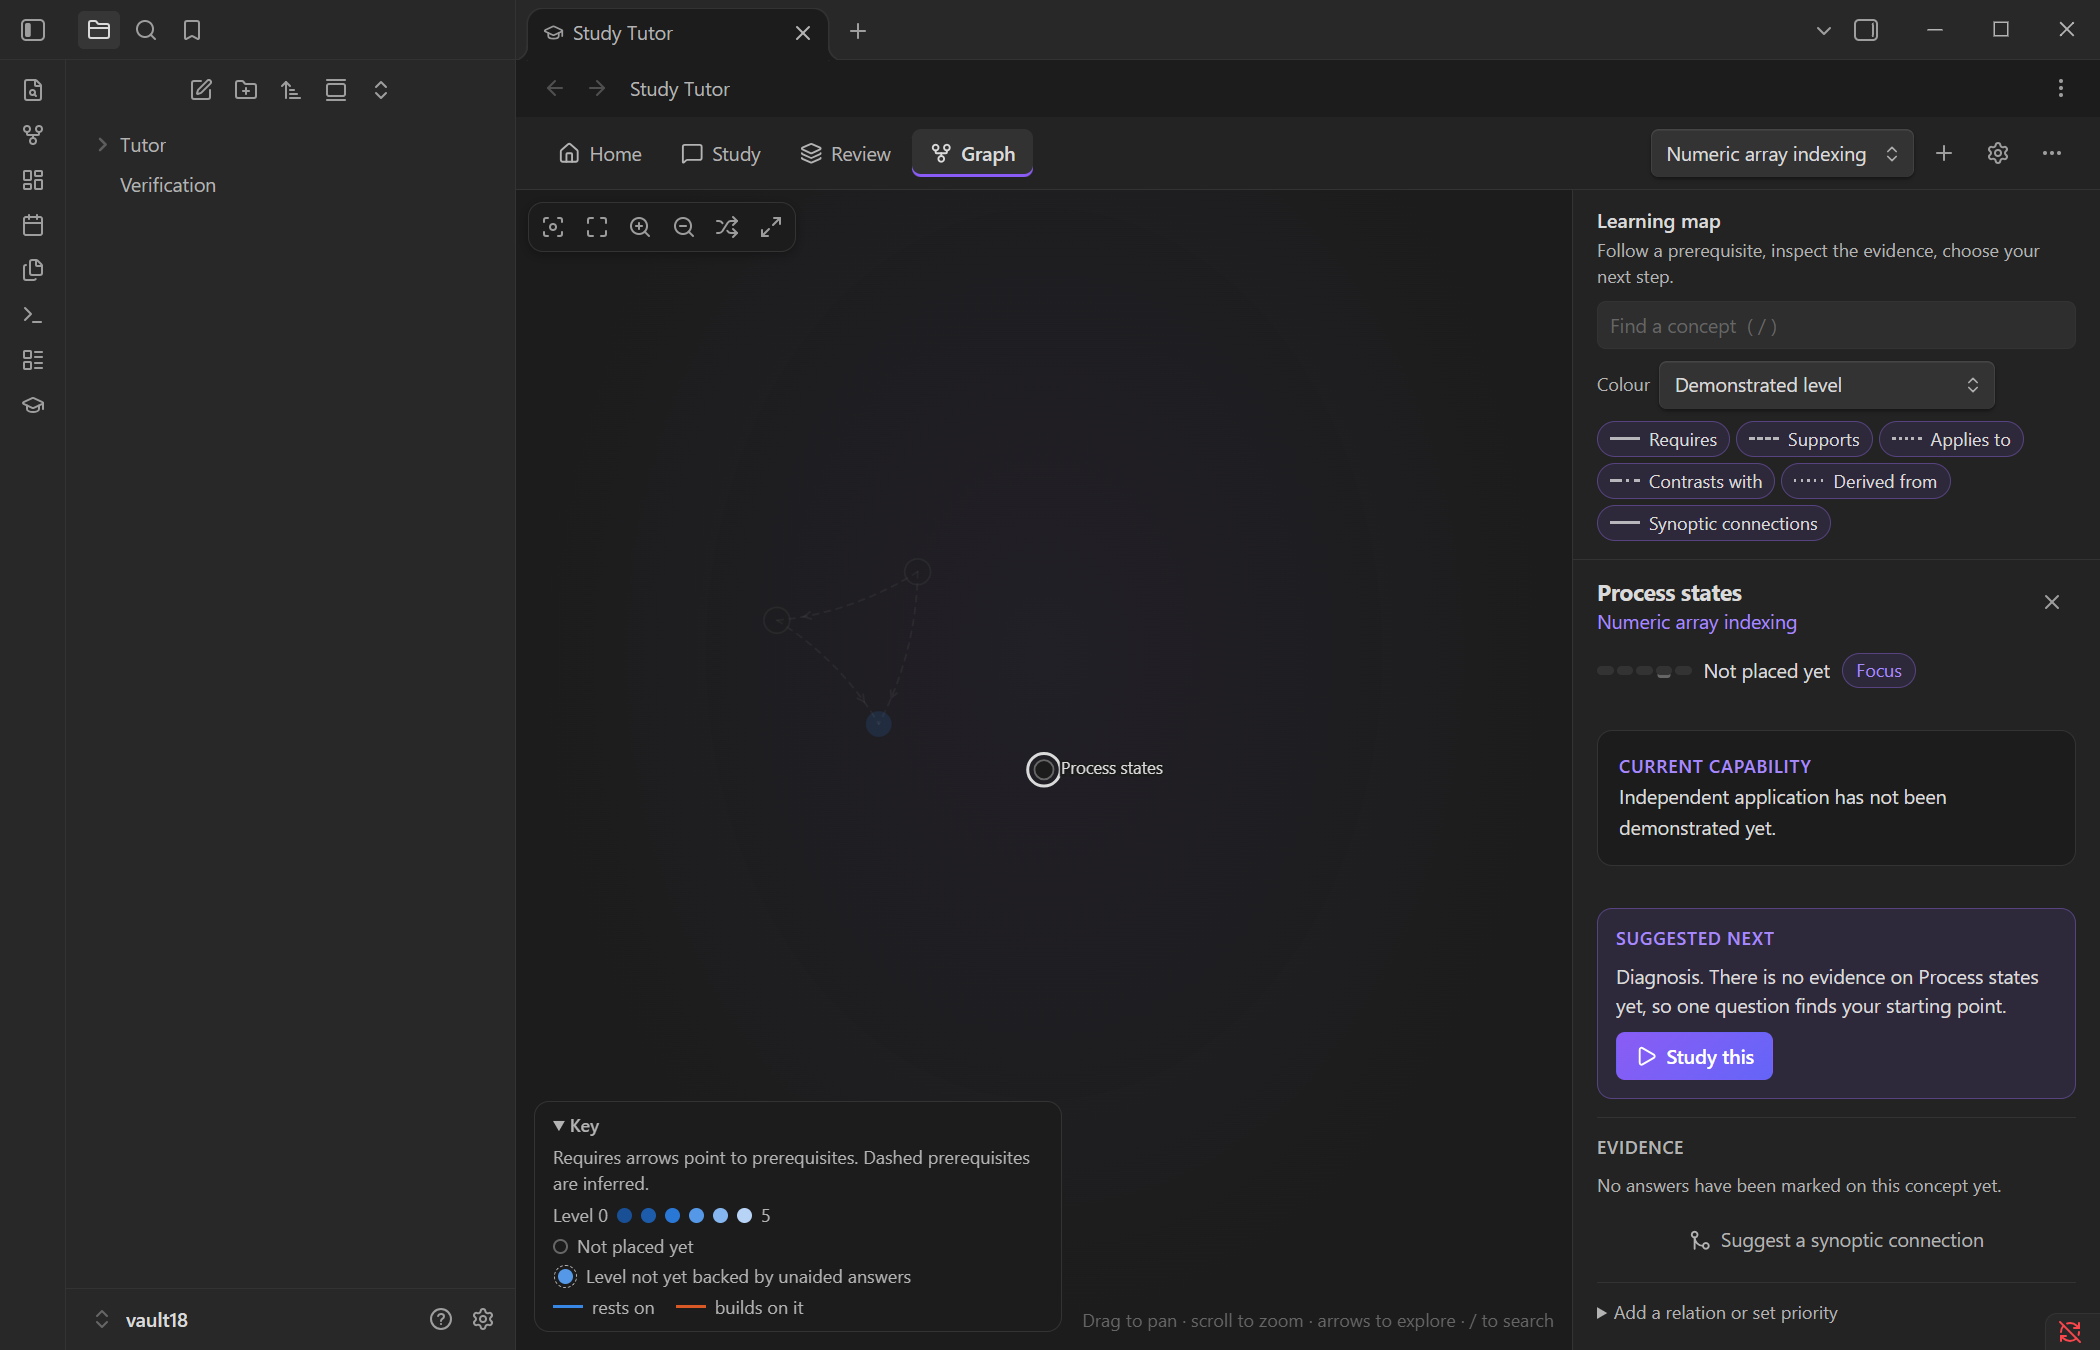 Study Tutor
Study Tutor
Tutor
Verification
Home
Study
Review
Graph
Numeric array indexing
Learning map
Follow a prerequisite, inspect the evidence, choose your
next step.
Find a concept ( / )
Colour
Demonstrated level
Requires
Supports
Applies to
Contrasts with
Derived from
Synoptic connections
Process states
Numeric array indexing
Not placed yet
Focus
CURRENT CAPABILITY
Independent application has not been
demonstrated yet.
SUGGESTED NEXT
Diagnosis. There is no evidence on Process states
yet, so one question finds your starting point.
Study this
EVIDENCE
No answers have been marked on this concept yet.
Suggest a synoptic connection
Add a relation or set priority
Process states
Key
Requires arrows point to prerequisites. Dashed prerequisites
are inferred.
Level 0 5
Not placed yet
Level not yet backed by unaided answers
rests on builds on it
Drag to pan · scroll to zoom · arrows to explore · / to search
vault18